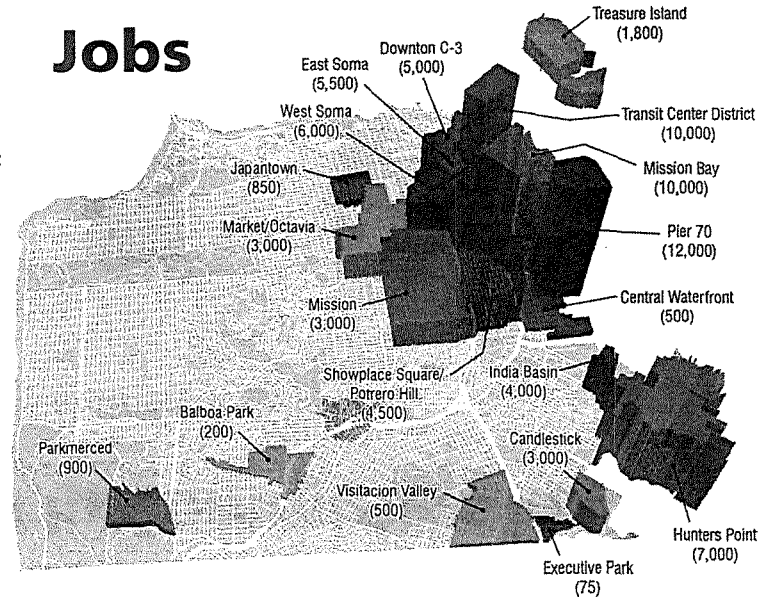 Jobs
Treasure Island
(1,800)
Downton C-3
(5,000)
East Soma
(5,500)
West Soma
(6,000)
Transit Center District
(10,000)
Japantown
(850)
Mission Bay
(10,000)
Market/Octavia
(3,000)
Pier 70
(12,000)
Mission
(3,000)
Central Waterfront
(500)
Showplace Square/
Potrero Hill
(4,500)
India Basin
(4,000)
Balboa Park
(200)
Candlestick
(3,000)
Parkmerced
(900)
Visitacion Valley
(500)
Hunters Point
(7,000)
Executive Park
(75)